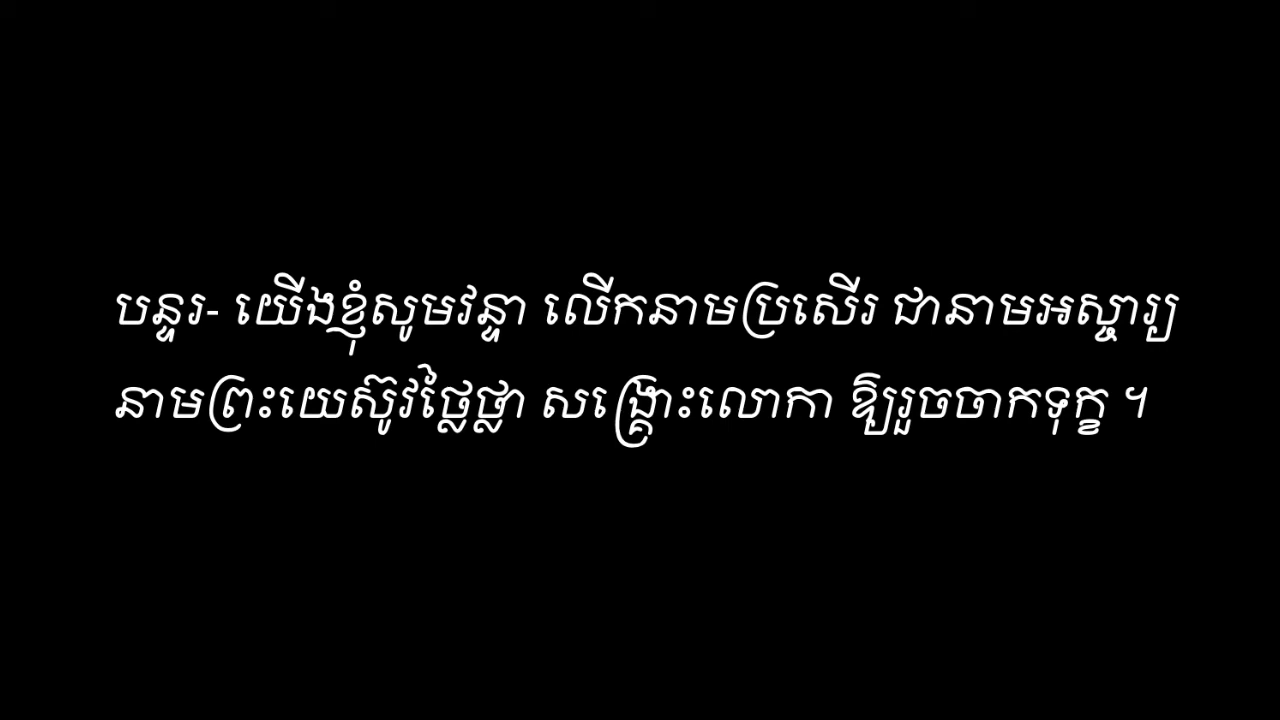 បន្ទរ- យើងខ្ញុំសូមវន្ទា លើកនាមប្រសើរ ជានាមអស្ចារ្យ
នាមព្រះយេស៊ូវថ្លៃថ្លា សង្គ្រោះលោកា ឱ្យរួចចាកទុក្ខ ។